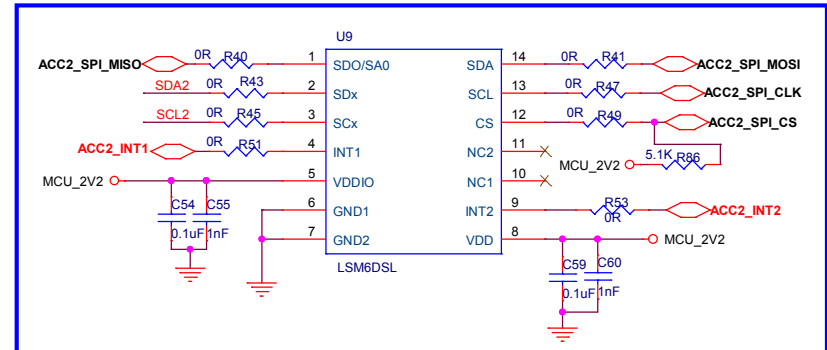 U9
ACC2_SPI_MISO 0R R40 1 SDO/SA0 SDA 14 0R R41 ACC2_SPI_MOSI
SDA2 0R R43 2 SDx SCL 13 0R R47 ACC2_SPI_CLK
SCL2 0R R45 3 SCx CS 12 0R R49 ACC2_SPI_CS
ACC2_INT1 0R R51 4 INT1 NC2 11 MCU_2V2 5.1K R86
MCU_2V2 5 VDDIO NC1 10
6 GND1 INT2 9 R53 0R ACC2_INT2
7 GND2 VDD 8 MCU_2V2
C54 C55
0.1uF 1nF
LSM6DSL
C59 C60
0.1uF 1nF